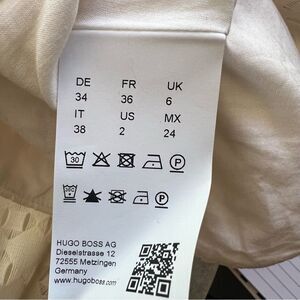 DE FR UK
34 36 6
IT US MX
38 2 24
30
P
P
HUGO BOSS AG
Dieselstrasse 12
72555 Metzingen
Germany
www.hugoboss.com